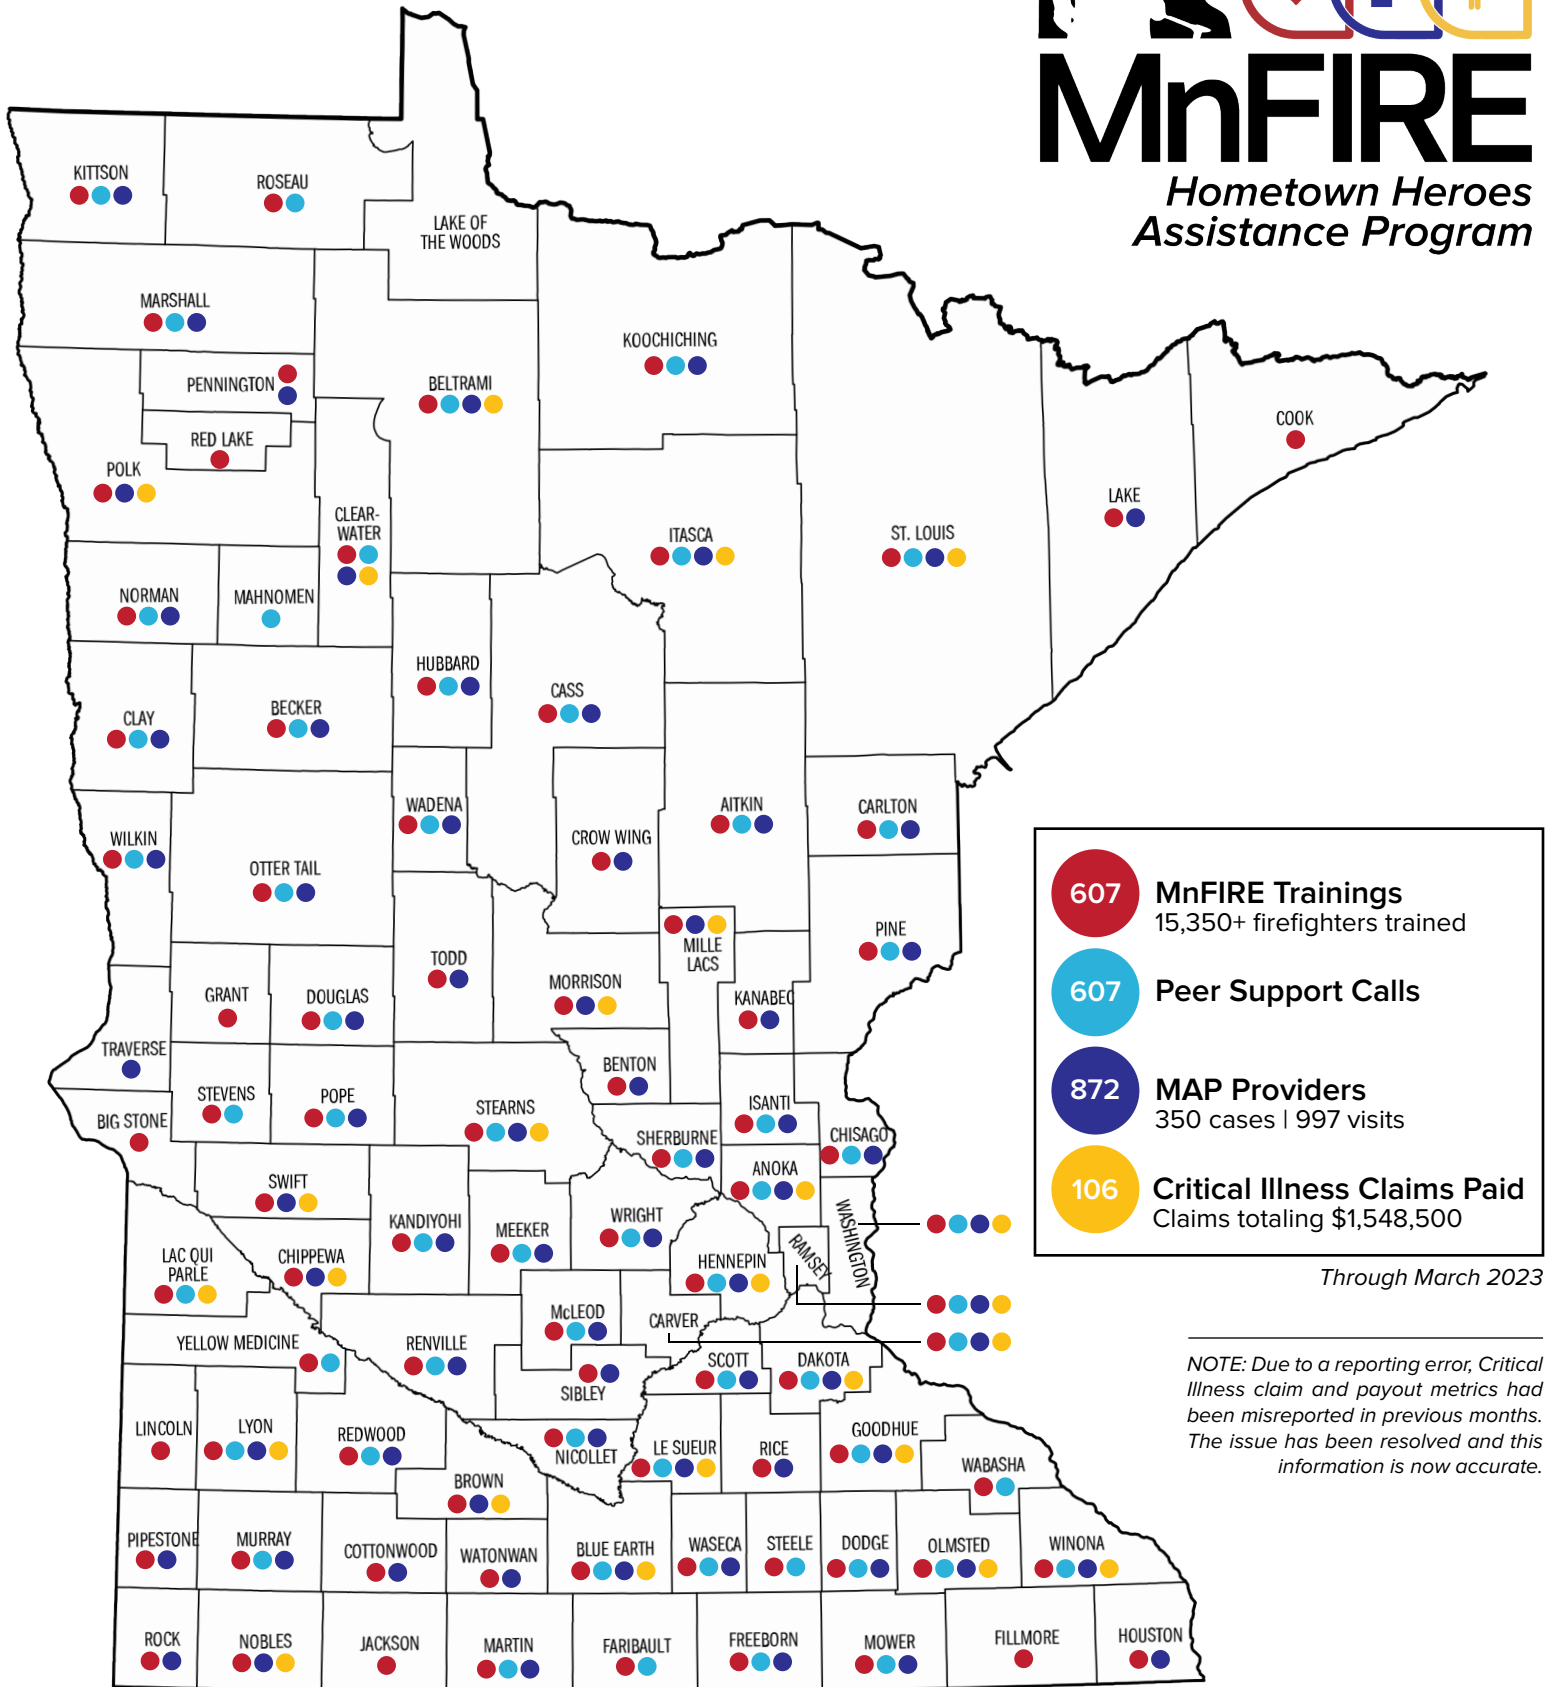 MnFIRE
Hometown Heroes
Assistance Program
KITTSON
ROSEAU
LAKE OF
THE WOODS
MARSHALL
KOOCHICHING
PENNINGTON
BELTRAMI
RED LAKE
COOK
POLK
LAKE
CLEAR-
WATER
ITASCA
ST. LOUIS
NORMAN
MAHNOMEN
HUBBARD
CASS
CLAY
BECKER
WADENA
AITKIN
CARLTON
WILKIN
CROW WING
OTTER TAIL
607
MnFIRE Trainings
15,350+ firefighters trained
607
Peer Support Calls
872
MAP Providers
350 cases | 997 visits
106
Critical Illness Claims Paid
Claims totaling $1,548,500
PINE
MILLE
LACS
TODD
MORRISON
GRANT
DOUGLAS
KANABEC
TRAVERSE
BENTON
STEVENS
POPE
STEARNS
ISANTI
BIG STONE
SHERBURNE
CHISAGO
ANOKA
SWIFT
KANDIYOHI
MEEKER
WRIGHT
WASHINGTON
LAC QUI
PARLE
CHIPPEWA
HENNEPIN
RAMSEY
Through March 2023
McLEOD
CARVER
YELLOW MEDICINE
RENVILLE
SCOTT
DAKOTA
SIBLEY
NOTE: Due to a reporting error, Critical
Illness claim and payout metrics had
been misreported in previous months.
The issue has been resolved and this
information is now accurate.
LINCOLN
LYON
REDWOOD
NICOLLET
LE SUEUR
RICE
GOODHUE
WABASHA
BROWN
PIPESTONE
MURRAY
COTTONWOOD
WATONWAN
BLUE EARTH
WASECA
STEELE
DODGE
OLMSTED
WINONA
ROCK
NOBLES
JACKSON
MARTIN
FARIBAULT
FREEBORN
MOWER
FILLMORE
HOUSTON